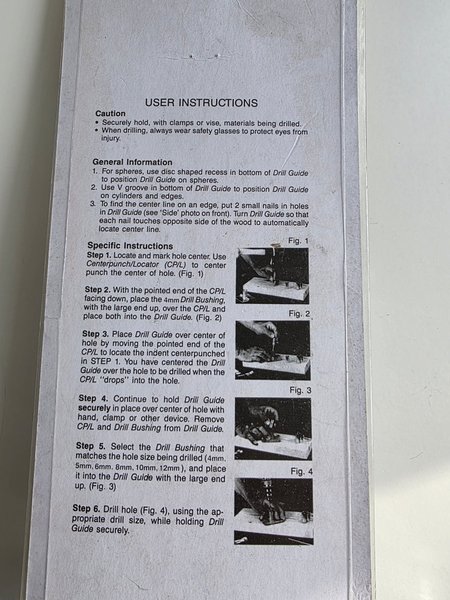 USER INSTRUCTIONS
Caution
• Securely hold, with clamps or vise, materials being drilled.
• When drilling, always wear safety glasses to protect eyes from
injury.
General Information
1. For spheres, use disc shaped recess in bottom of Drill Guide
to position Drill Guide on spheres.
2. Use V groove in bottom of Drill Guide to position Drill Guide
on cylinders and edges.
3. To find the center line on an edge, put 2 small nails in holes
in Drill Guide (see 'Side' photo on front). Turn Drill Guide so that
each nail touches opposite side of the wood to automatically
locate center line.
Specific Instructions
Step 1. Locate and mark hole center. Use
Centerpunch/Locator (CP/L) to center
punch the center of hole. (Fig. 1)
Fig. 1
Step 2. With the pointed end of the CP/L
facing down, place the 4mm Drill Bushing,
with the large end up, over the CP/L and
place both into the Drill Guide. (Fig. 2)
Fig. 2
Step 3. Place Drill Guide over center of
hole by moving the pointed end of the
CP/L to locate the indent centerpunched
in STEP 1. You have centered the Drill
Guide over the hole to be drilled when the
CP/L "drops" into the hole.
Fig. 3
Step 4. Continue to hold Drill Guide
securely in place over center of hole with
hand, clamp or other device. Remove
CP/L and Drill Bushing from Drill Guide.
Step 5. Select the Drill Bushing that
matches the hole size being drilled (4mm,
5mm, 6mm, 8mm, 10mm, 12mm), and place
it into the Drill Guide with the large end
up. (Fig. 3)
Fig. 4
Step 6. Drill hole (Fig. 4), using the ap-
propriate drill size, while holding Drill
Guide securely.